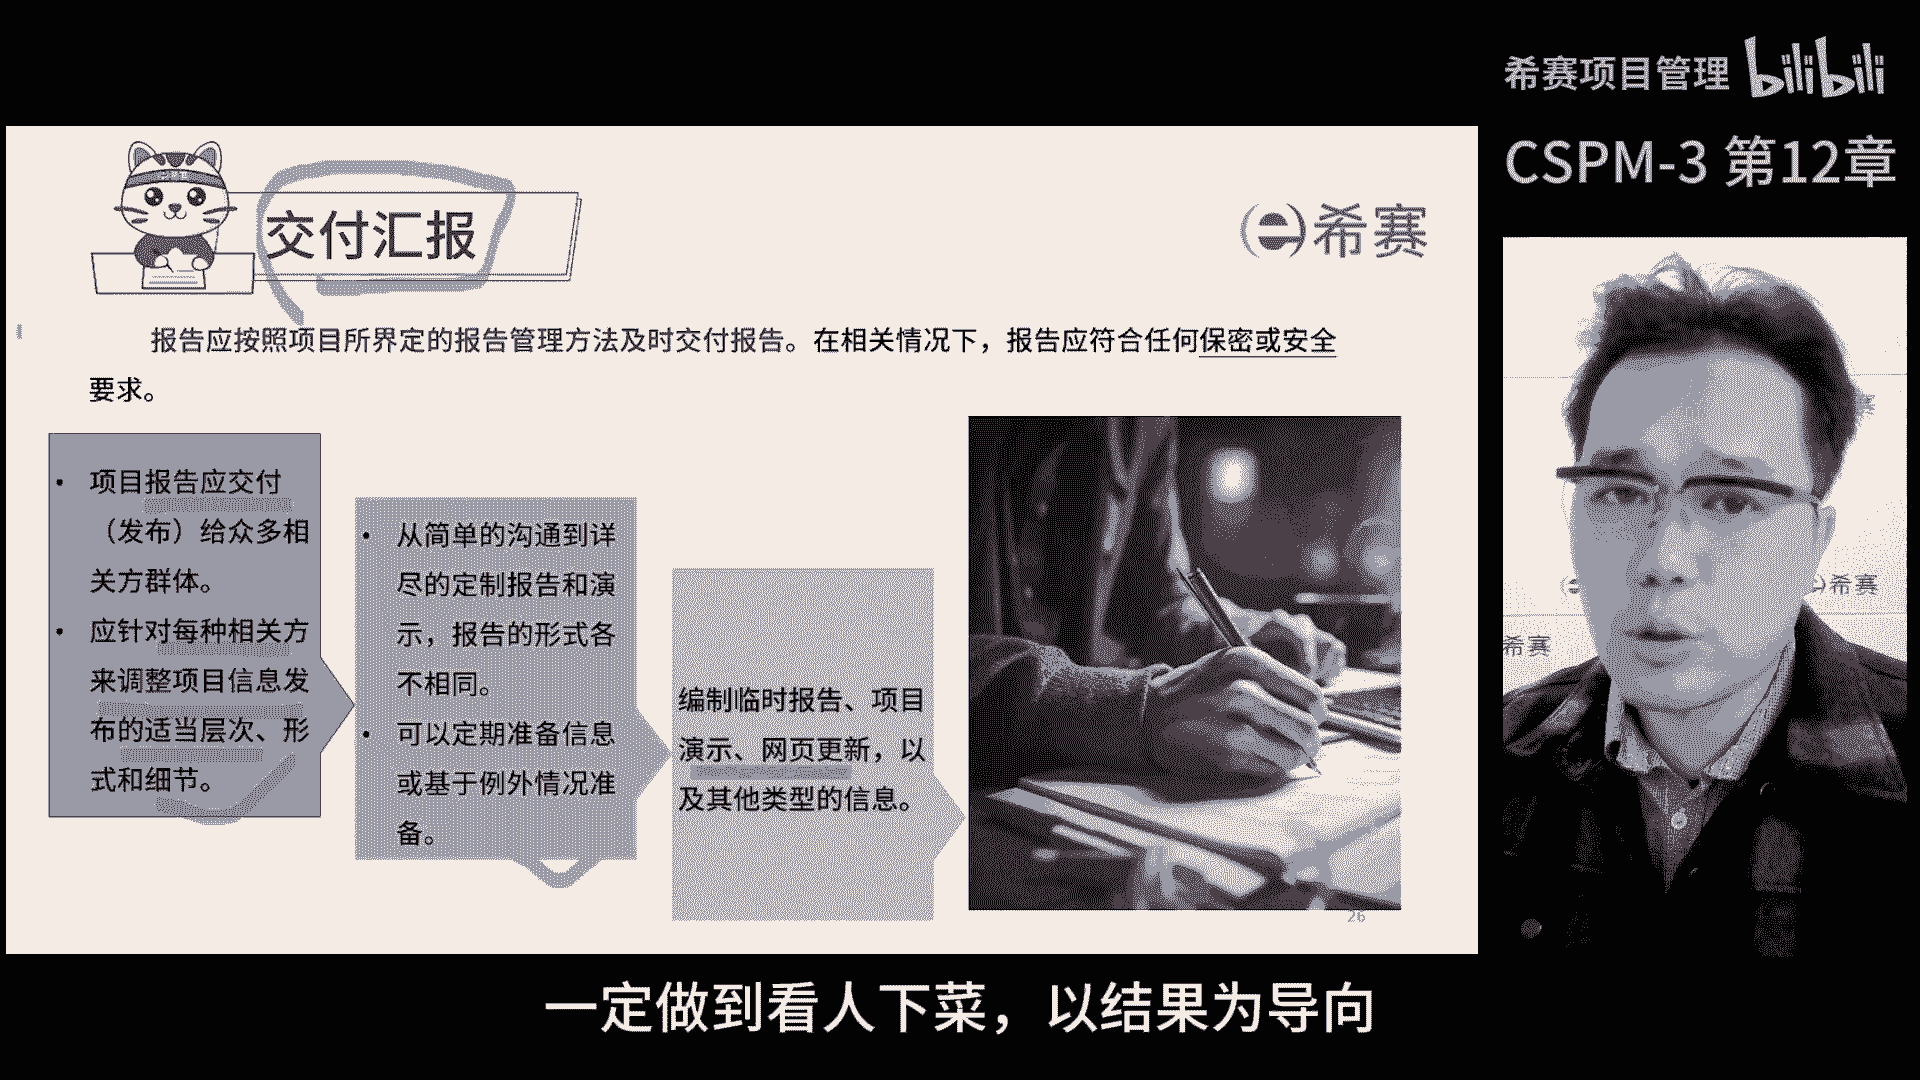 希赛项目管理 bilibili
CSPM-3 第12章
交付汇报
希赛
报告应按照项目所界定的报告管理方法及时交付报告。在相关情况下，报告应符合任何保密或安全
要求。
• 项目报告应交付
（发布）给众多相
关方群体。
• 应针对每种相关方
来调整项目信息发
布的适当层次、形
式和细节。
• 从简单的沟通到详
尽的定制报告和演
示，报告的形式各
不相同。
• 可以定期准备信息
或基于例外情况准
备。
编制临时报告、项目
演示、网页更新，以
及其他类型的信息。
26
希赛
希赛
一定做到看人下菜，以结果为导向